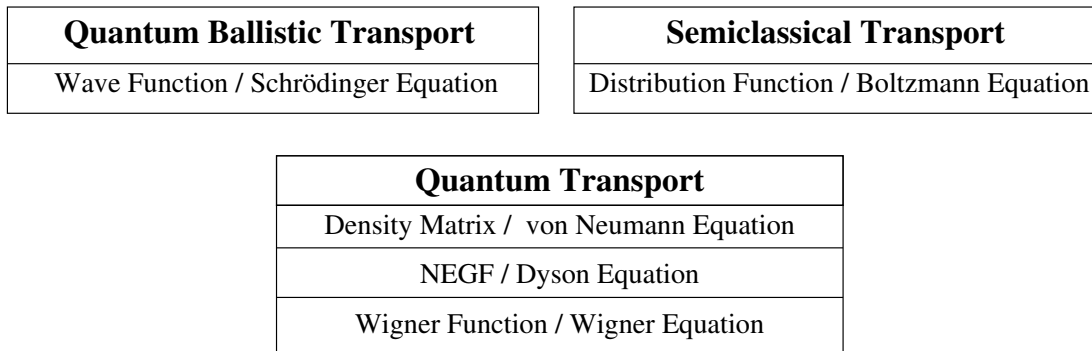 Quantum Ballistic Transport
Wave Function / Schrödinger Equation
Semiclassical Transport
Distribution Function / Boltzmann Equation
Quantum Transport
Density Matrix / von Neumann Equation
NEGF / Dyson Equation
Wigner Function / Wigner Equation